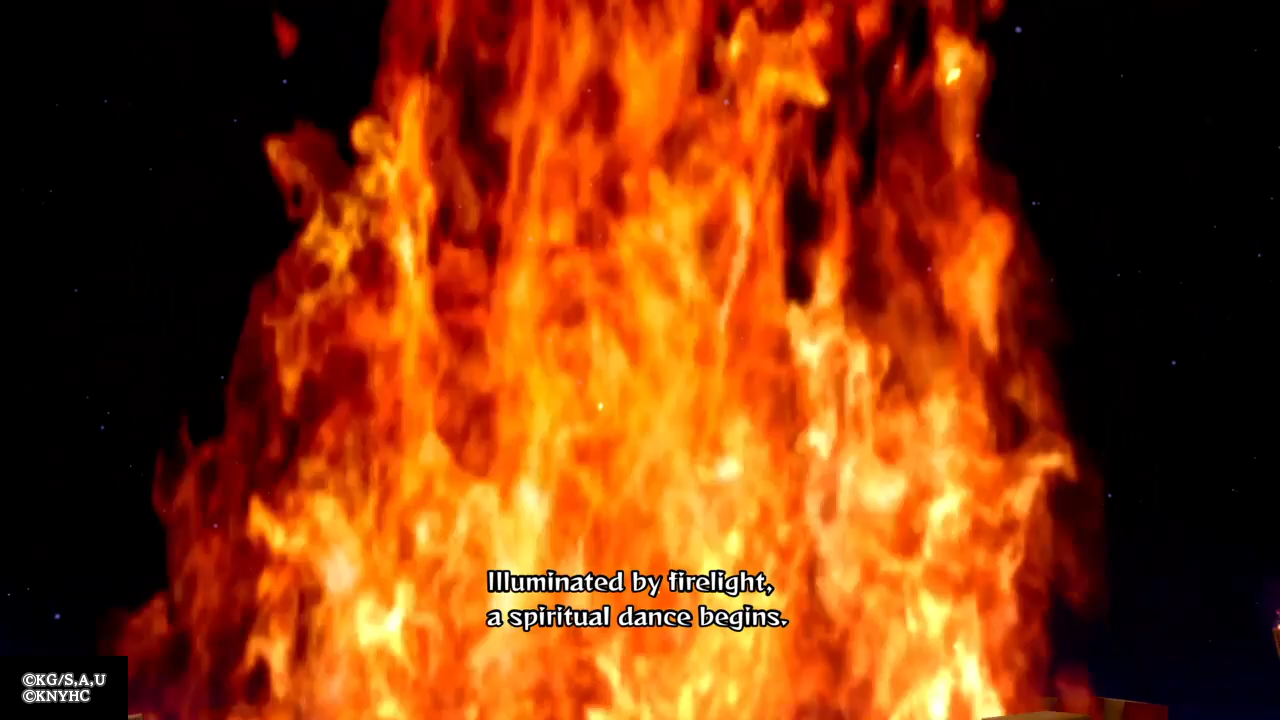 Illuminated by firelight,
a spiritual dance begins.
©KG/S,A,U
©KNYHC